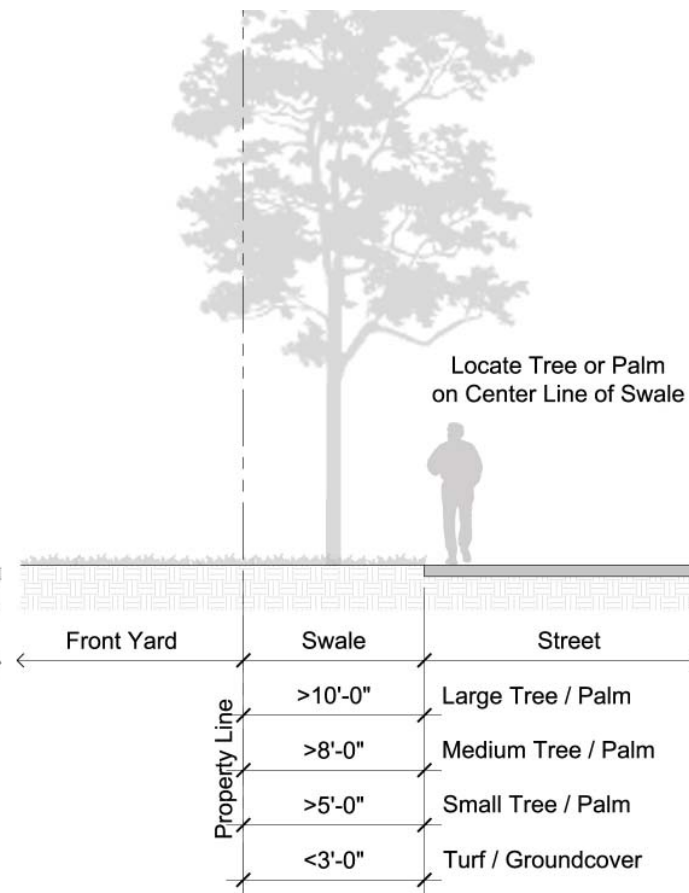 Locate Tree or Palm
on Center Line of Swale
Front Yard Swale Street
>10'-0" Large Tree / Palm
>8'-0" Medium Tree / Palm
>5'-0" Small Tree / Palm
<3'-0" Turf / Groundcover
Property Line